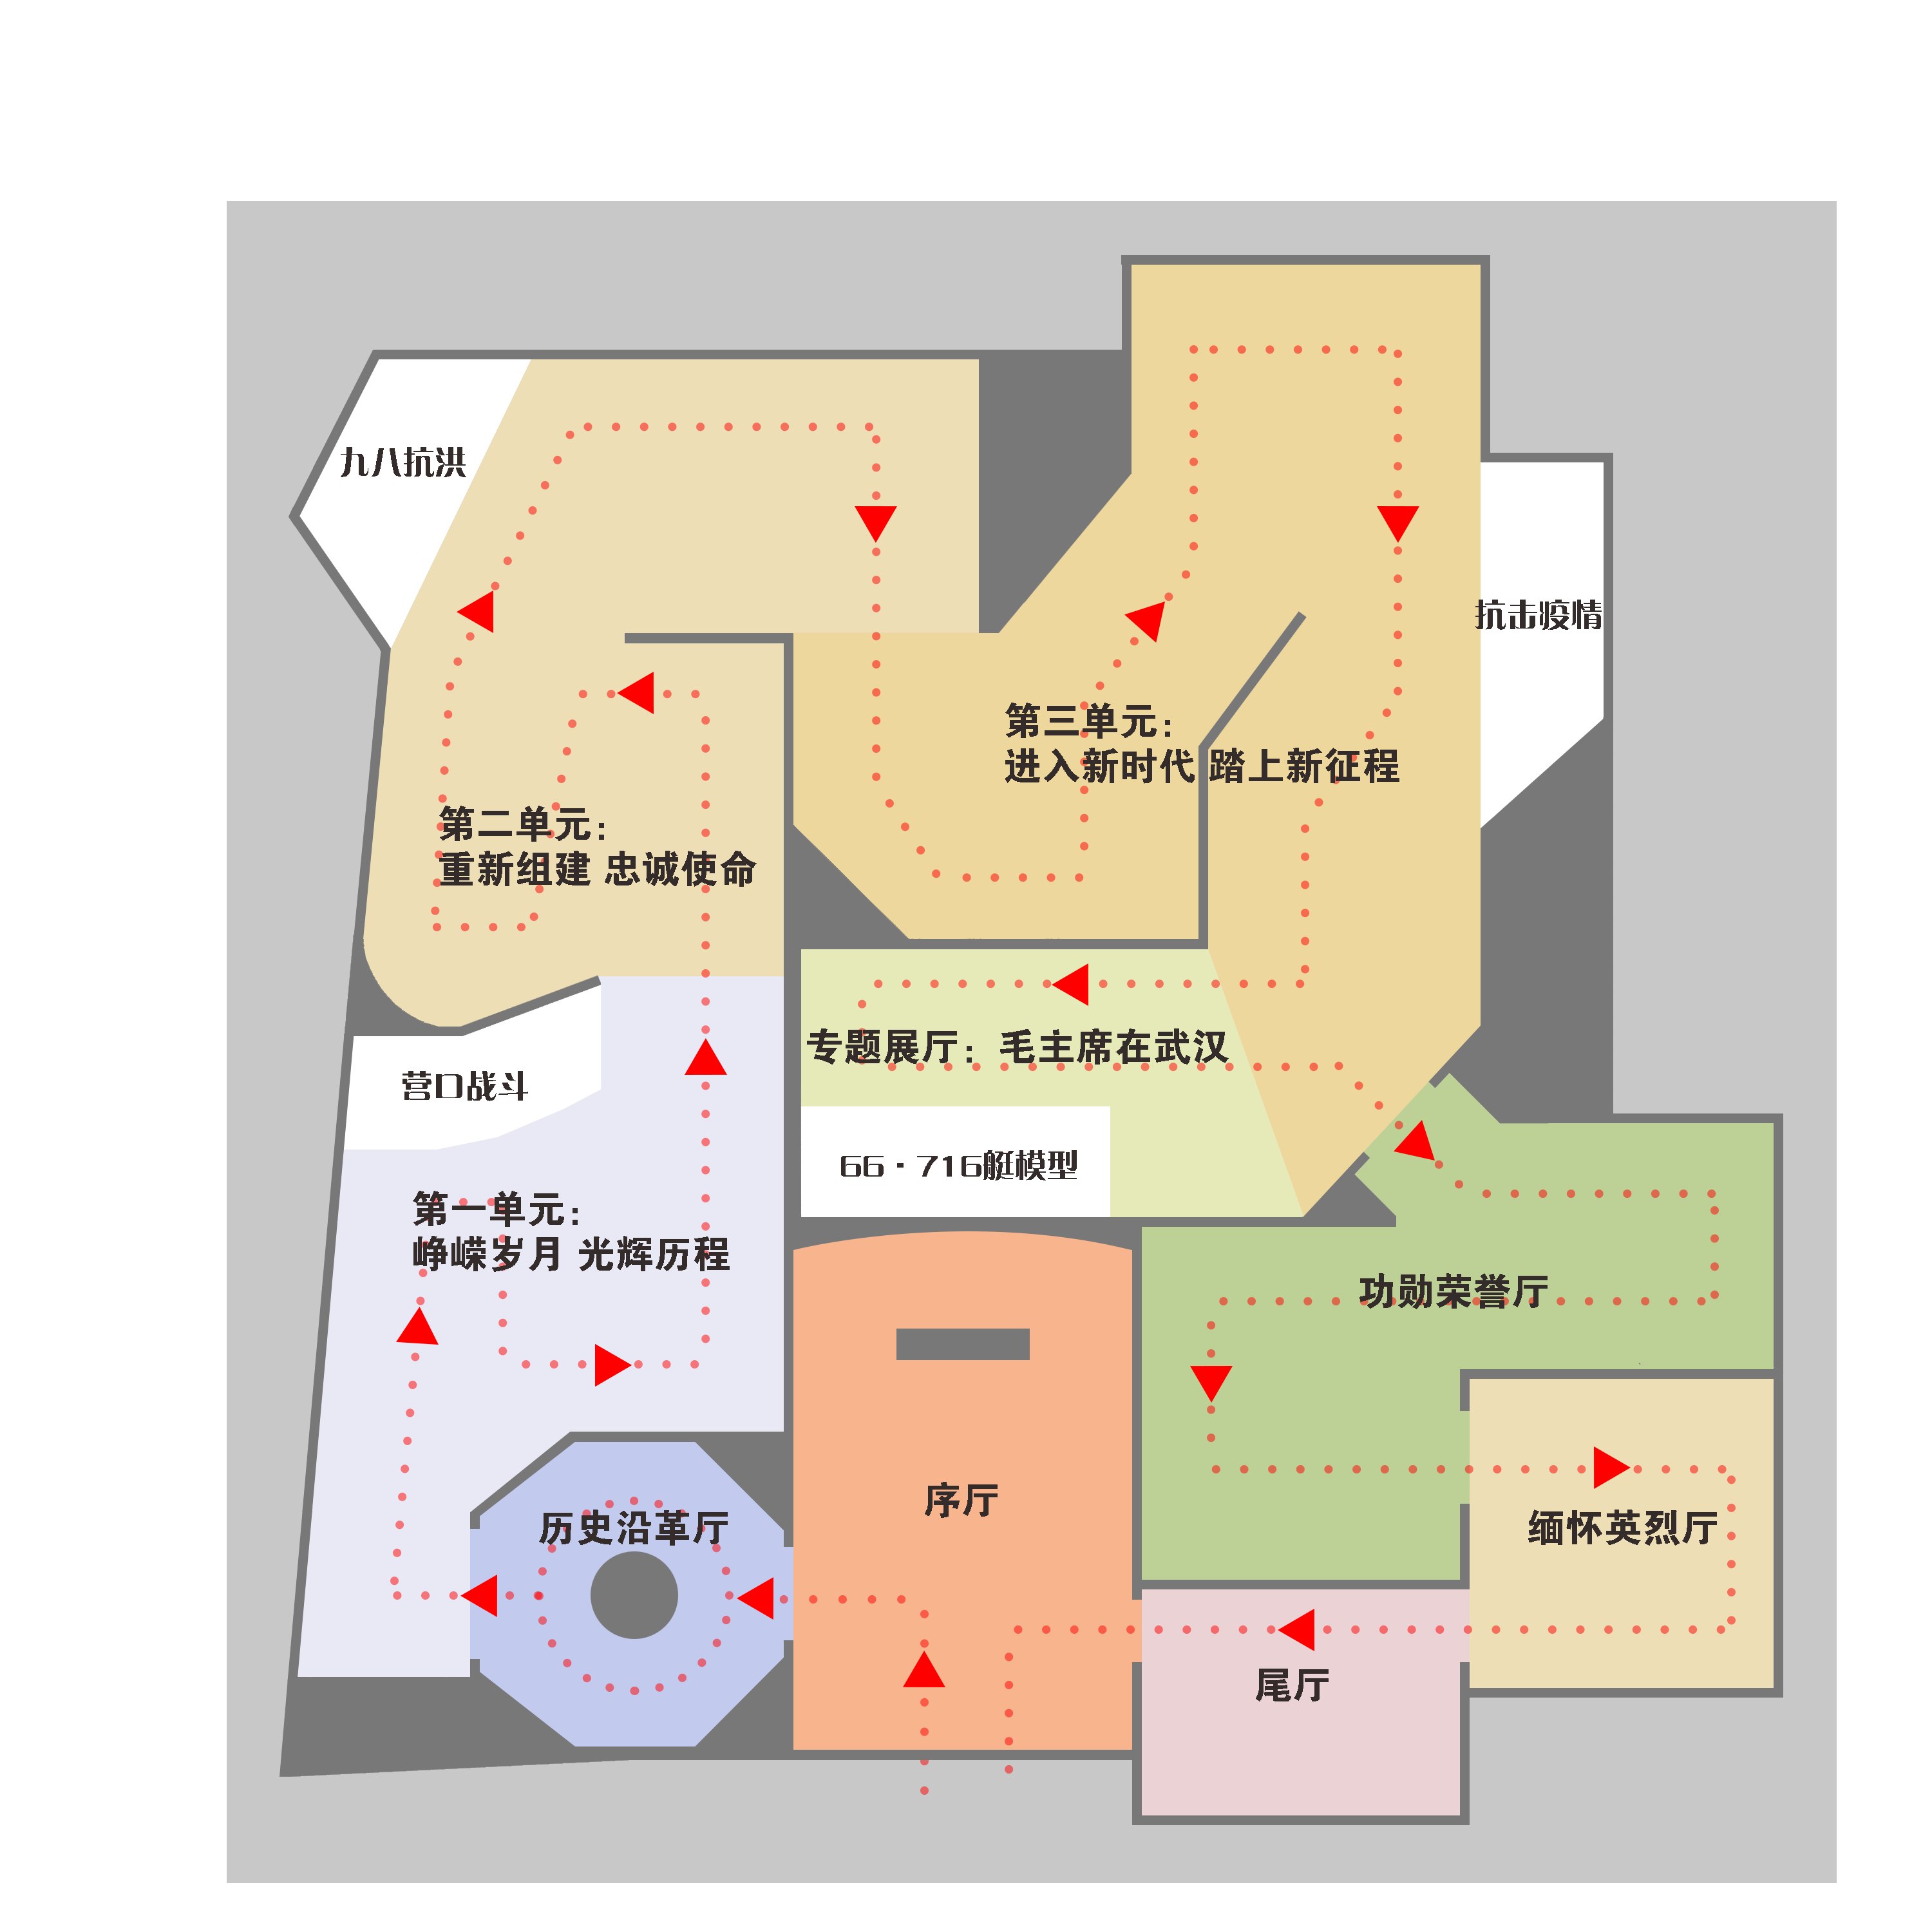 九八抗洪
抗击疫情
第三单元：
进入新时代 踏上新征程
第二单元：
重新组建 忠诚使命
专题展厅：毛主席在武汉
营口战斗
66·716艇模型
第一单元：
峥嵘岁月 光辉历程
功勋荣誉厅
序厅
历史沿革厅
缅怀英烈厅
尾厅